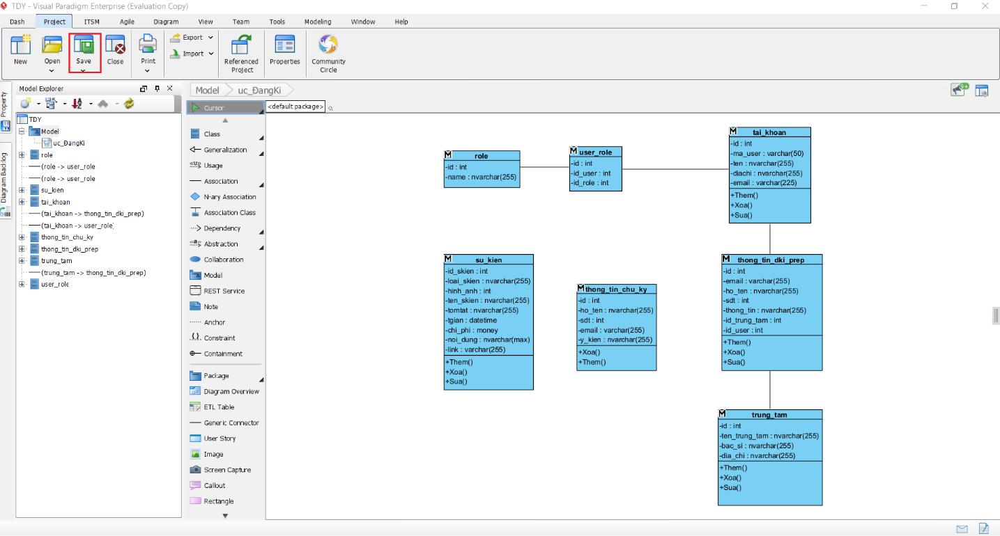 TDY - Visual Paradigm Enterprise (Evaluation Copy)
Dash Project ITSM Agile Diagram View Team Tools Modeling Window Help
New
Open
Save
Close
Print
Export
Import
Referenced
Project
Properties
Community
Circle
Property
Diagram Backlog
Model Explorer
TDY
Model
uc_ĐangKi
role
(role -> user_role
(role -> user_role
su_kien
tai_khoan
(tai_khoan -> thong_tin_dki_prep)
(tai_khoan -> user_role)
thong_tin_chu_ky
thong_tin_dki_prep
trung_tam
(trung_tam -> thong_tin_dki_prep)
user_role
Model uc_ĐangKi
9+
<default package>
Cursor
Class
Generalization
Usage
Association
N-ary Association
Association Class
Dependency
Abstraction
Collaboration
Model
REST Service
Note
Anchor
Constraint
Containment
Package
Diagram Overview
ETL Table
Generic Connector
User Story
Image
Screen Capture
Callout
Rectangle
M role
-id : int
-name : nvarchar(255)
M user_role
-id : int
-id_user : int
-id_role : int
M tai_khoan
-id : int
-ma_user : varchar(50)
-ten : nvarchar(255)
-diachi : nvarchar(255)
-email : varchar(225)
+Them()
+Xoa()
+Sua()
M su_kien
-id_skien : int
-loai_skien : nvarchar(255)
-hinh_anh : int
-ten_skien : nvarchar(255)
-tomtat : nvarchar(255)
-tgian : datetime
-chi_phi : money
-noi_dung : nvarchar(max)
-link : varchar(255)
+Them()
+Xoa()
+Sua()
M thong_tin_chu_ky
-id : int
-ho_ten : nvarchar(255)
-sdt : int
-email : varchar(255)
-y_kien : nvarchar(255)
+Xoa()
+Them()
M thong_tin_dki_prep
-id : int
-email : varchar(255)
-ho_ten : nvarchar(255)
-sdt : int
-thong_tin : nvarchar(255)
-id_trung_tam : int
-id_user : int
+Them()
+Xoa()
+Sua()
M trung_tam
-id : int
-ten_trung_tam : nvarchar(255)
-bac_si : nvarchar(255)
-dia_chi : nvarchar(255)
+Them()
+Xoa()
+Sua()